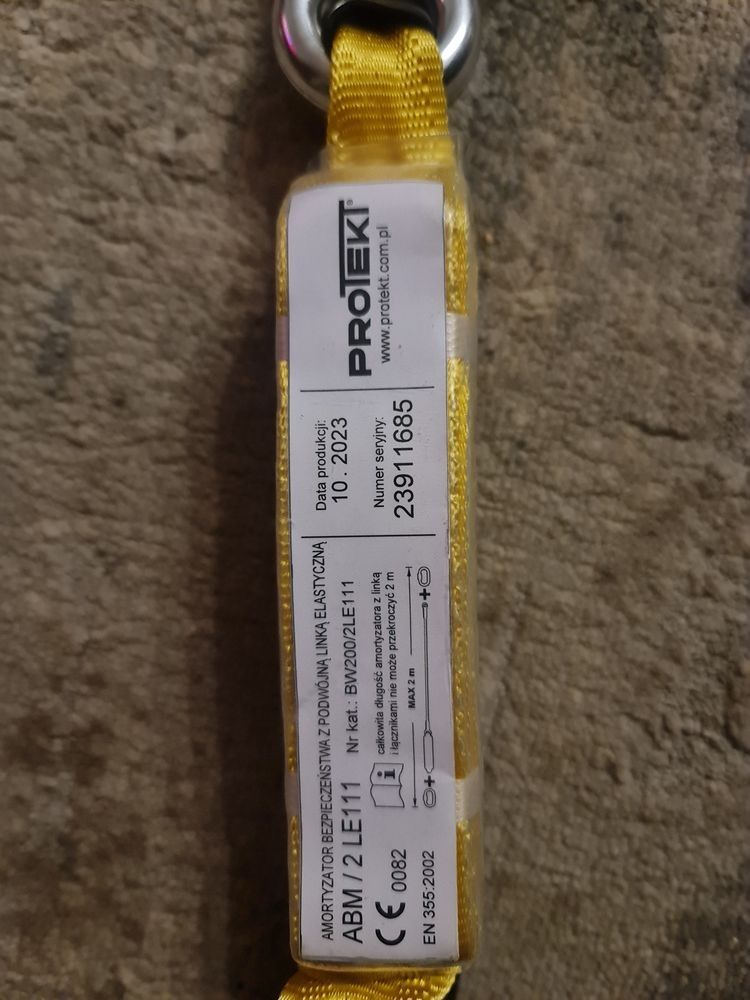 AMORTYZATOR BEZPIECZEŃSTWA Z PODWÓJNĄ LINKĄ ELASTYCZNĄ
ABM / 2 LE111 Nr kat.: BW200/2LE111
CE 0082
EN 355:2002
całkowita długość amortyzatora z linką
i łącznikami nie może przekroczyć 2 m
MAX 2 m
Data produkcji:
10 . 2023
Numer seryjny:
23911685
PROTEKT®
www.protekt.com.pl